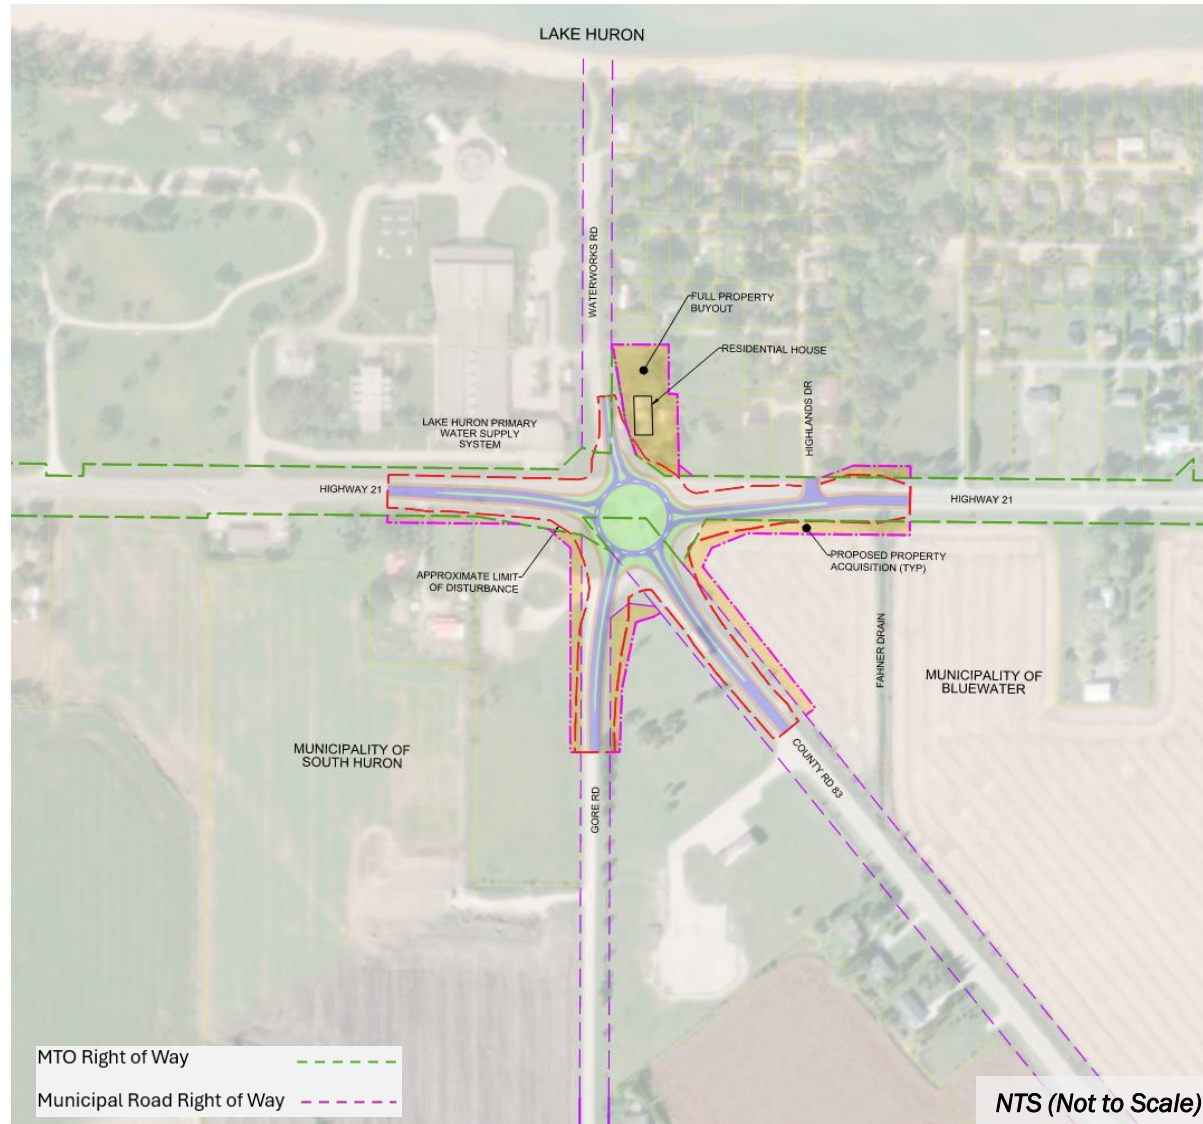 LAKE HURON
WATERWORKS RD
FULL PROPERTY
BUYOUT
RESIDENTIAL HOUSE
HIGHLANDS DR
LAKE HURON PRIMARY
WATER SUPPLY
SYSTEM
HIGHWAY 21
HIGHWAY 21
APPROXIMATE LIMIT
OF DISTURBANCE
PROPOSED PROPERTY
ACQUISITION (TYP)
FAHNER DRAIN
MUNICIPALITY OF
BLUEWATER
MUNICIPALITY OF
SOUTH HURON
COUNTY RD 83
GORE RD
MTO Right of Way
Municipal Road Right of Way
NTS (Not to Scale)